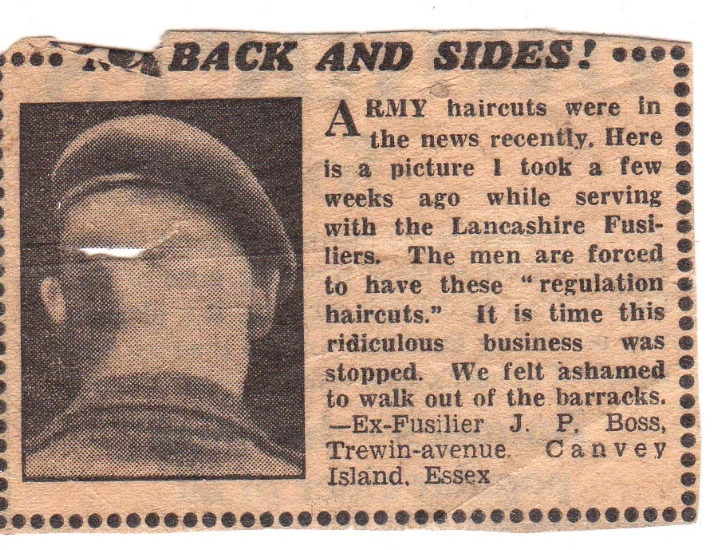 BACK AND SIDES!
ARMY haircuts were in
the news recently. Here
is a picture I took a few
weeks ago while serving
with the Lancashire Fusi-
liers. The men are forced
to have these "regulation
haircuts." It is time this
ridiculous business was
stopped. We felt ashamed
to walk out of the barracks.
—Ex-Fusilier J. P. Boss,
Trewin-avenue. Canvey
Island, Essex